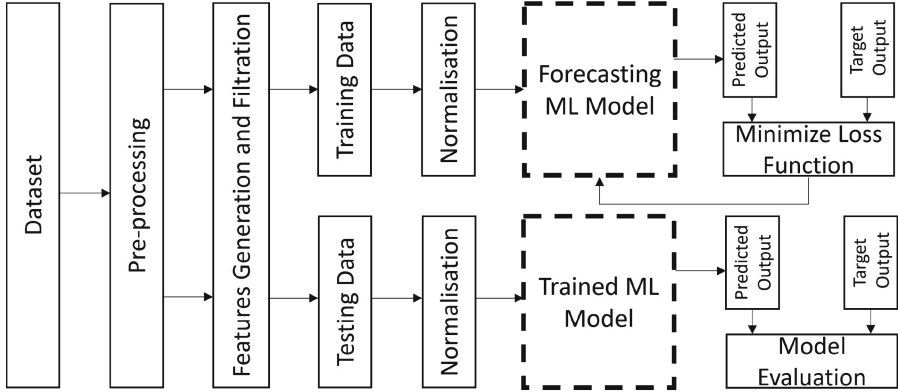 Dataset
Pre-processing
Features Generation and Filtration
Training Data
Normalisation
Forecasting
ML Model
Predicted
Output
Target
Output
Minimize Loss
Function
Testing Data
Normalisation
Trained ML
Model
Predicted
Output
Target
Output
Model
Evaluation